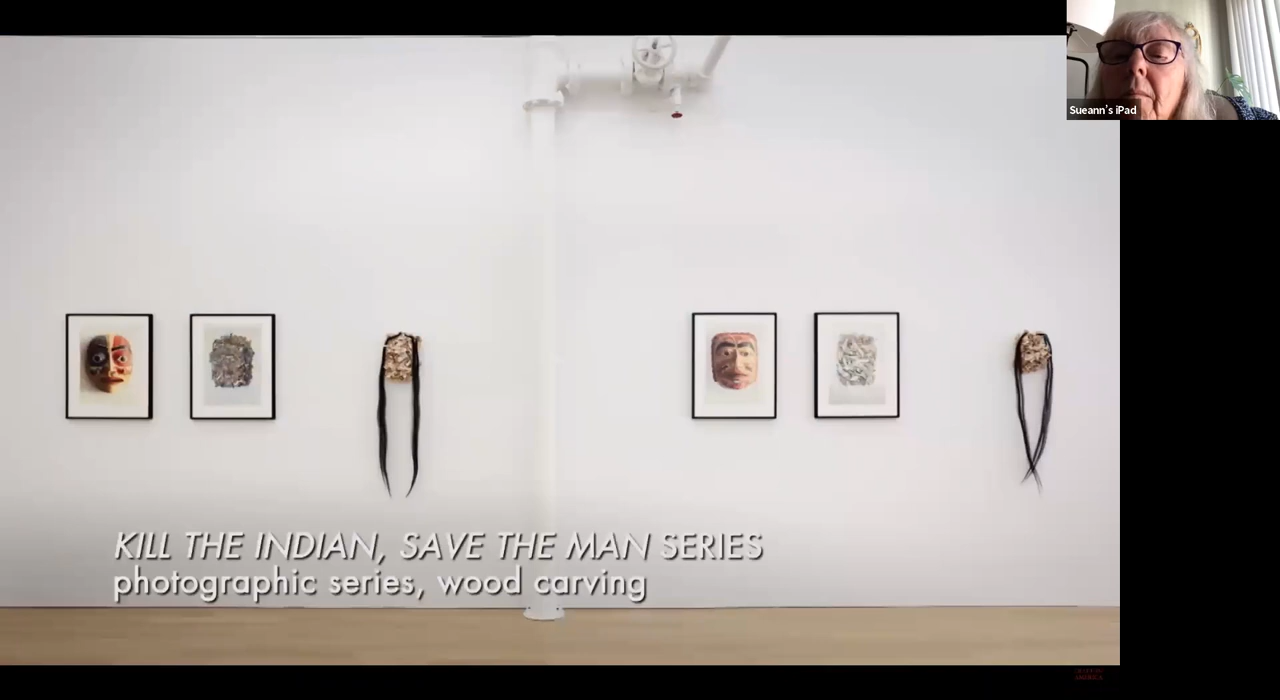 Sueann's iPad
KILL THE INDIAN, SAVE THE MAN SERIES
photographic series, wood carving